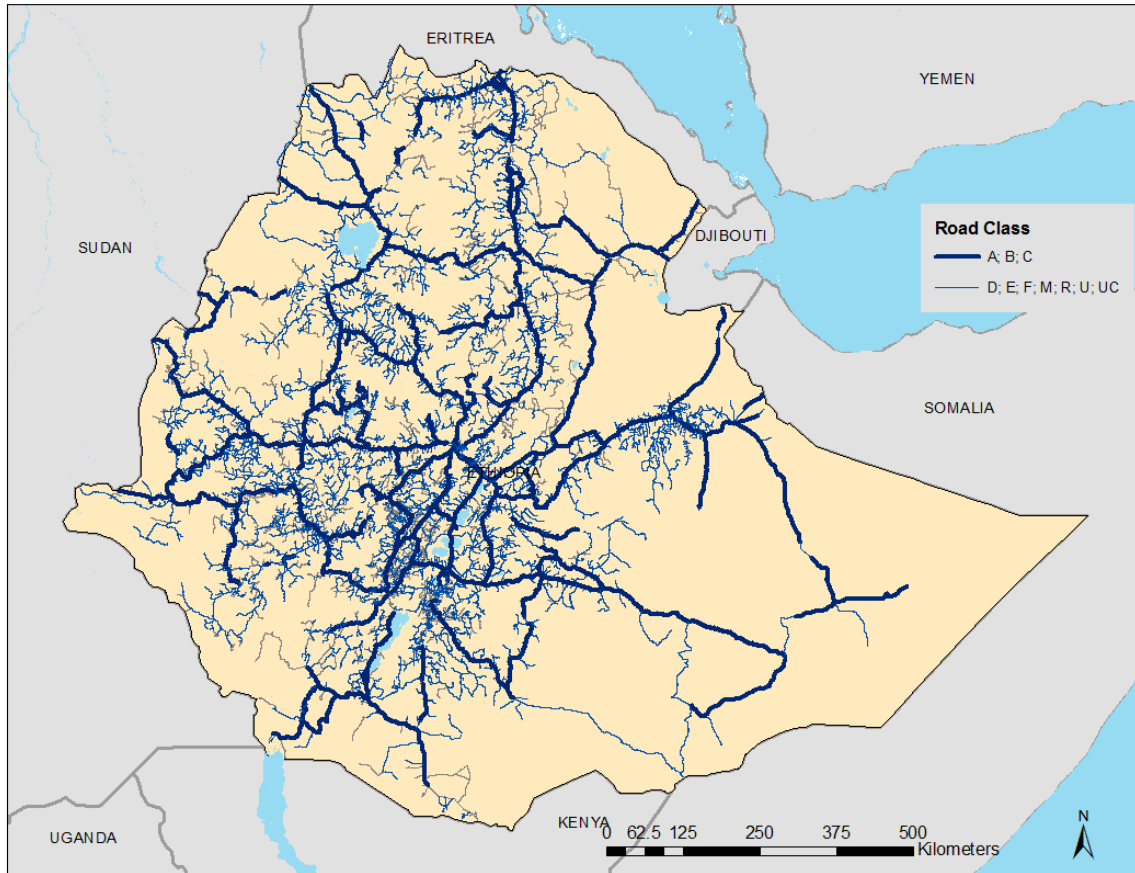 ERITREA
YEMEN
SUDAN
DJIBOUTI
Road Class
A; B; C
D; E; F; M; R; U; UC
SOMALIA
ETHIOPIA
UGANDA
KENYA
N
0 62.5 125 250 375 500
Kilometers